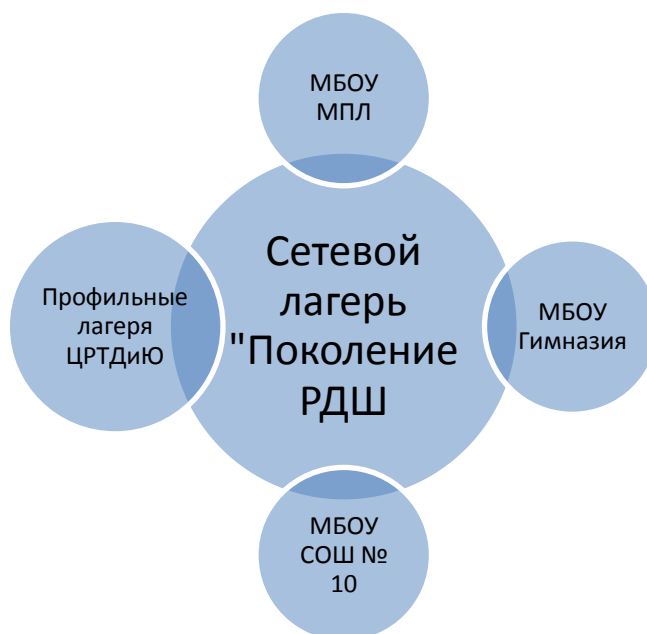 МБОУ
МПЛ
Сетевой
лагерь
"Поколение
РДШ
Профильные
лагеря
ЦРТДиЮ
МБОУ
Гимназия
МБОУ
СОШ №
10